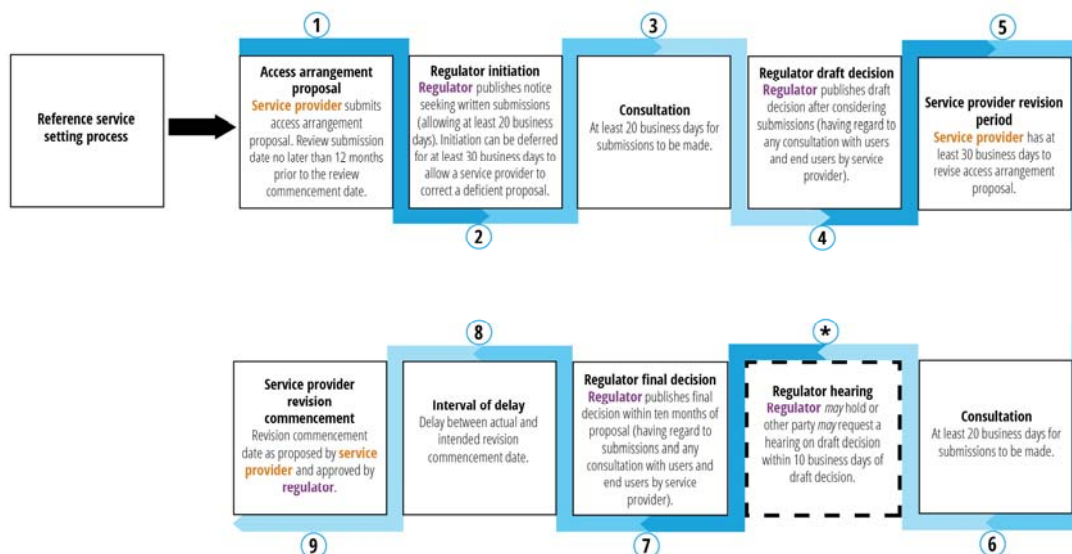 1
3
5
Reference service
setting process
Access arrangement
proposal
Service provider submits
access arrangement
proposal. Review submission
date no later than 12 months
prior to the review
commencement date.
Regulator initiation
Regulator publishes notice
seeking written submissions
(allowing at least 20 business
days). Initiation can be deferred
for at least 30 business days to
allow a service provider to
correct a deficient proposal.
Consultation
At least 20 business days for
submissions to be made.
Regulator draft decision
Regulator publishes draft
decision after considering
submissions (having regard to
any consultation with users
and end users by service
provider).
Service provider revision
period
Service provider has at
least 30 business days to
revise access arrangement
proposal.
2
4
8
*
Service provider
revision
commencement
Revision commencement
date as proposed by service
provider and approved by
regulator.
Interval of delay
Delay between actual and
intended revision
commencement date.
Regulator final decision
Regulator publishes final
decision within ten months of
proposal (having regard to
submissions and any
consultation with users and
end users by service
provider).
Regulator hearing
Regulator may hold or
other party may request a
hearing on draft decision
within 10 business days of
draft decision.
Consultation
At least 20 business days for
submissions to be made.
9
7
6